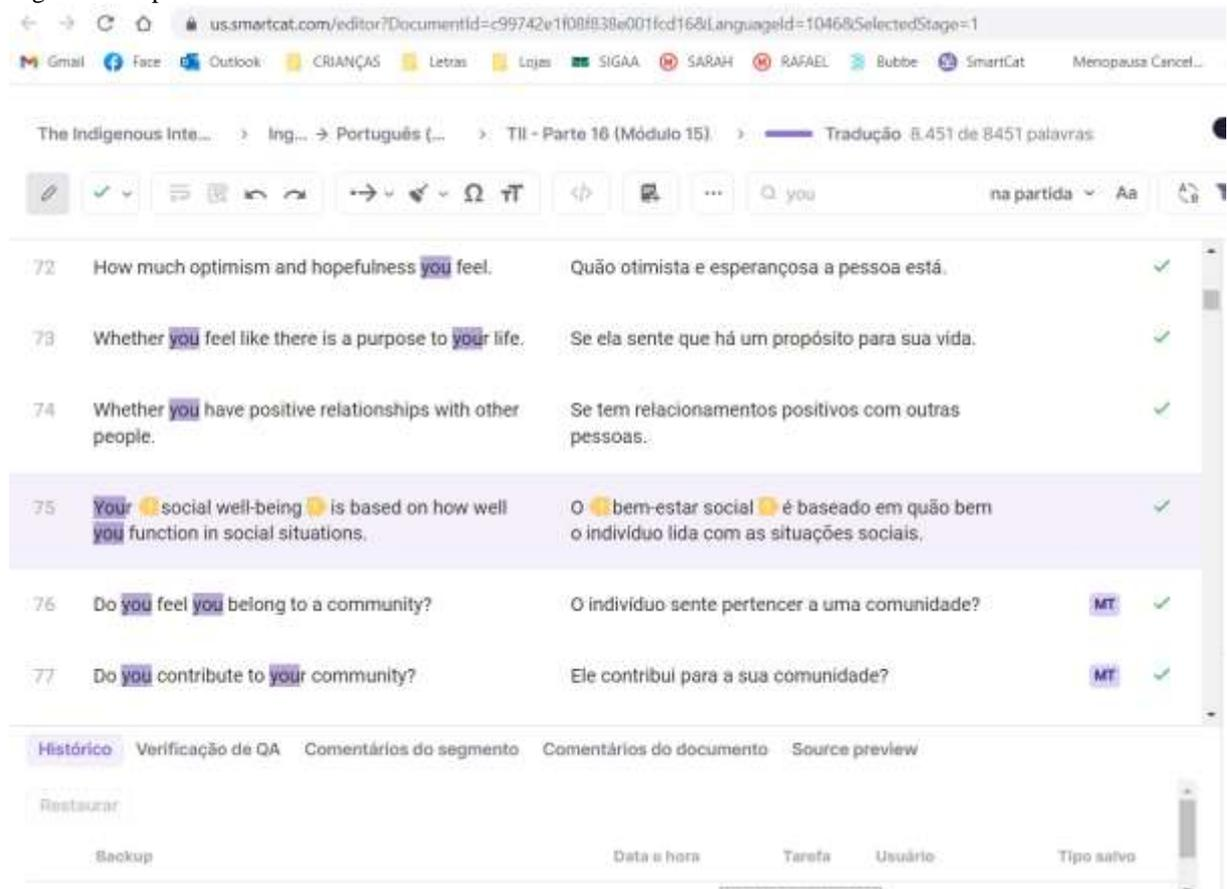 us.smartcat.com/editor?DocumentId=c99742e1f08f838e001fcd16&LanguageId=1046&SelectedStage=1
Gmail Face Outlook CRIANÇAS Letras Lojas SIGAA SARAH RAFAEL Bubbe SmartCat Menopausa Cancel...
The Indigenous Inte... > Ing... → Português (... > TII - Parte 16 (Módulo 15) > Tradução 8.451 de 8451 palavras
Ω TT </> ... you na partida Aa
72 How much optimism and hopefulness you feel. Quão otimista e esperançosa a pessoa está.
73 Whether you feel like there is a purpose to your life. Se ela sente que há um propósito para sua vida.
74 Whether you have positive relationships with other Se tem relacionamentos positivos com outras
people. pessoas.
75 Your social well-being is based on how well O bem-estar social é baseado em quão bem
you function in social situations. o indivíduo lida com as situações sociais.
76 Do you feel you belong to a community? O indivíduo sente pertencer a uma comunidade? MT
77 Do you contribute to your community? Ele contribui para a sua comunidade? MT
Histórico Verificação de QA Comentários do segmento Comentários do documento Source preview
Restaurar
Backup Data e hora Tarefa Usuário Tipo salvo